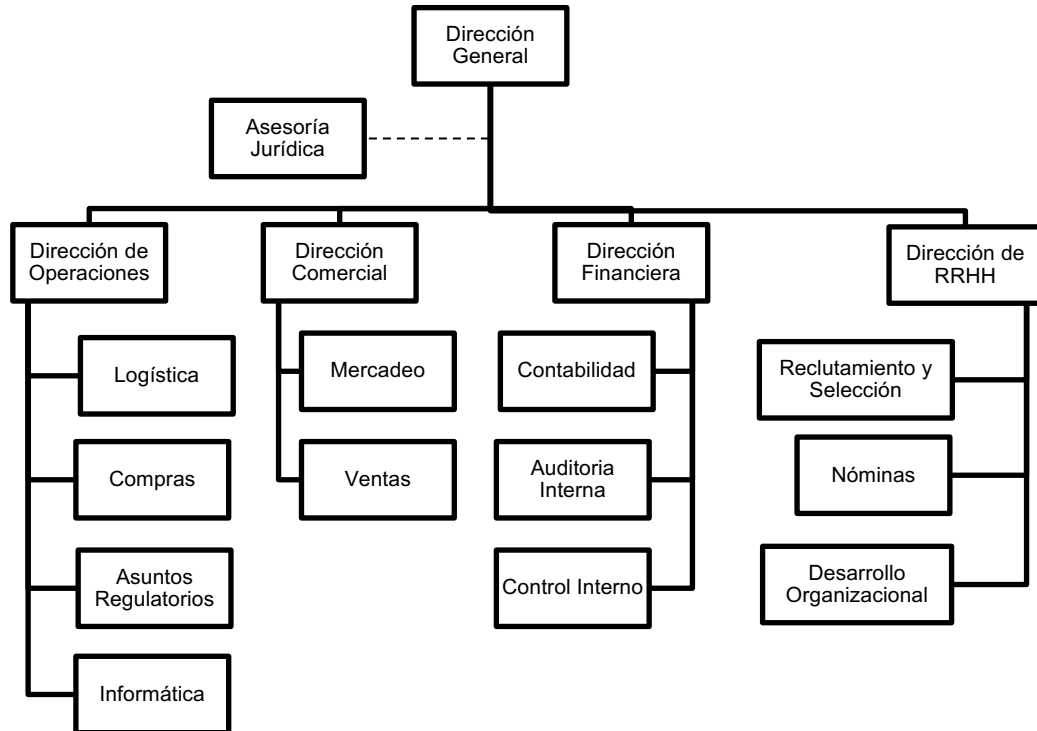 Dirección
General
Asesoría
Jurídica
Dirección de
Operaciones
Dirección
Comercial
Dirección
Financiera
Dirección de
RRHH
Logística
Mercadeo
Contabilidad
Reclutamiento y
Selección
Compras
Ventas
Auditoria
Interna
Nóminas
Asuntos
Regulatorios
Control Interno
Desarrollo
Organizacional
Informática